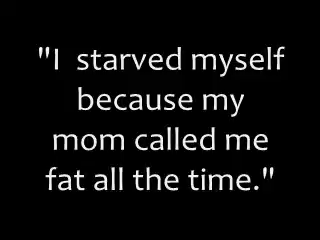 "I starved myself
because my
mom called me
fat all the time."